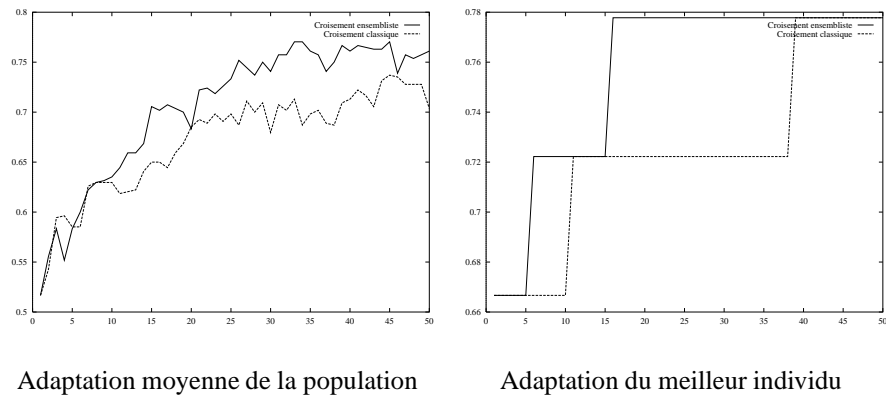 0.8
0.75
0.7
0.65
0.6
0.55
0.5
0 5 10 15 20 25 30 35 40 45 50
Croisement ensembliste
Croisement classique
0.78
0.76
0.74
0.72
0.7
0.68
0.66
0 5 10 15 20 25 30 35 40 45 50
Croisement ensembliste
Croisement classique
Adaptation moyenne de la population
Adaptation du meilleur individu